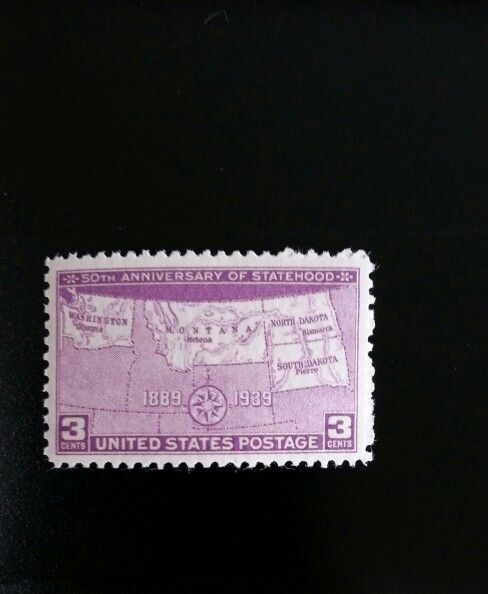 50TH ANNIVERSARY OF STATEHOOD
WASHINGTON
Olympia
MONTANA
Helena
NORTH DAKOTA
Bismarck
SOUTH DAKOTA
Pierre
1889 1939
3 CENTS
UNITED STATES POSTAGE
3 CENTS